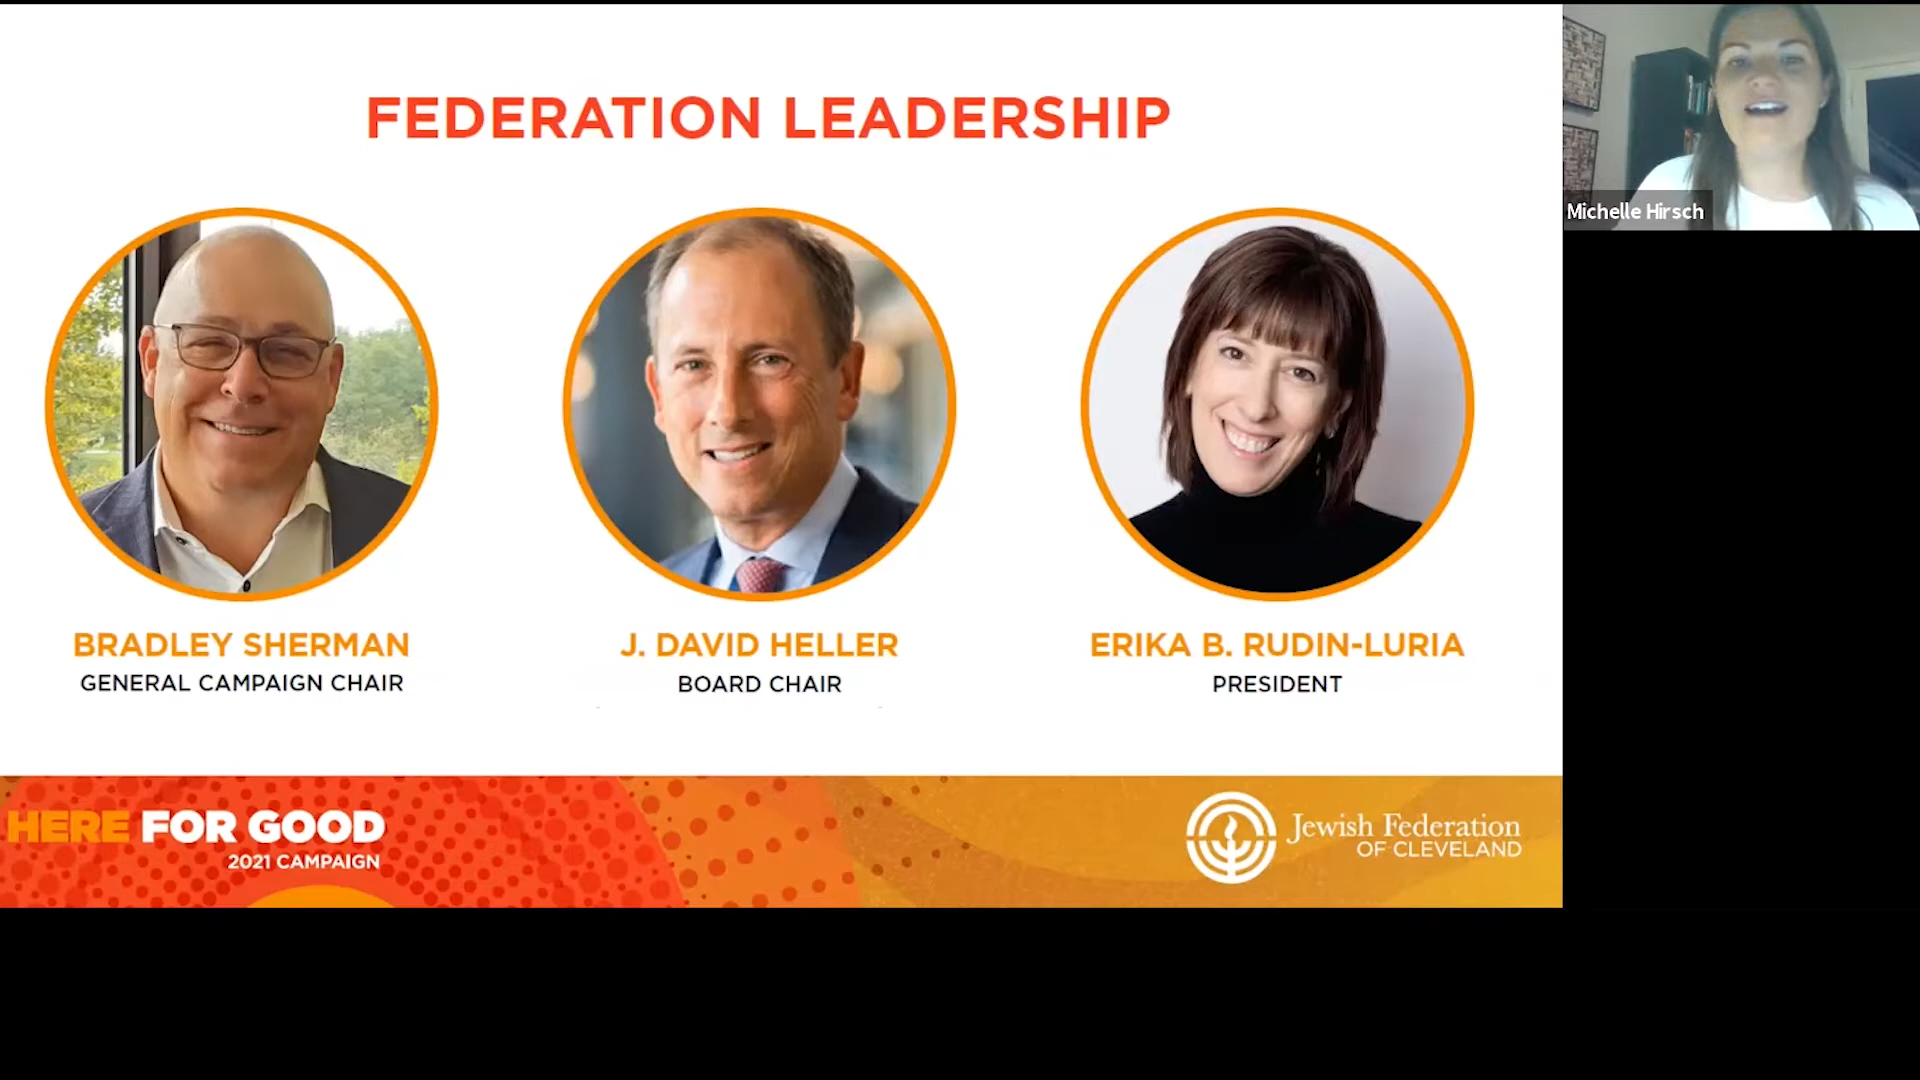 FEDERATION LEADERSHIP
Michelle Hirsch
BRADLEY SHERMAN
GENERAL CAMPAIGN CHAIR
J. DAVID HELLER
BOARD CHAIR
ERIKA B. RUDIN-LURIA
PRESIDENT
HERE FOR GOOD
2021 CAMPAIGN
Jewish Federation
OF CLEVELAND